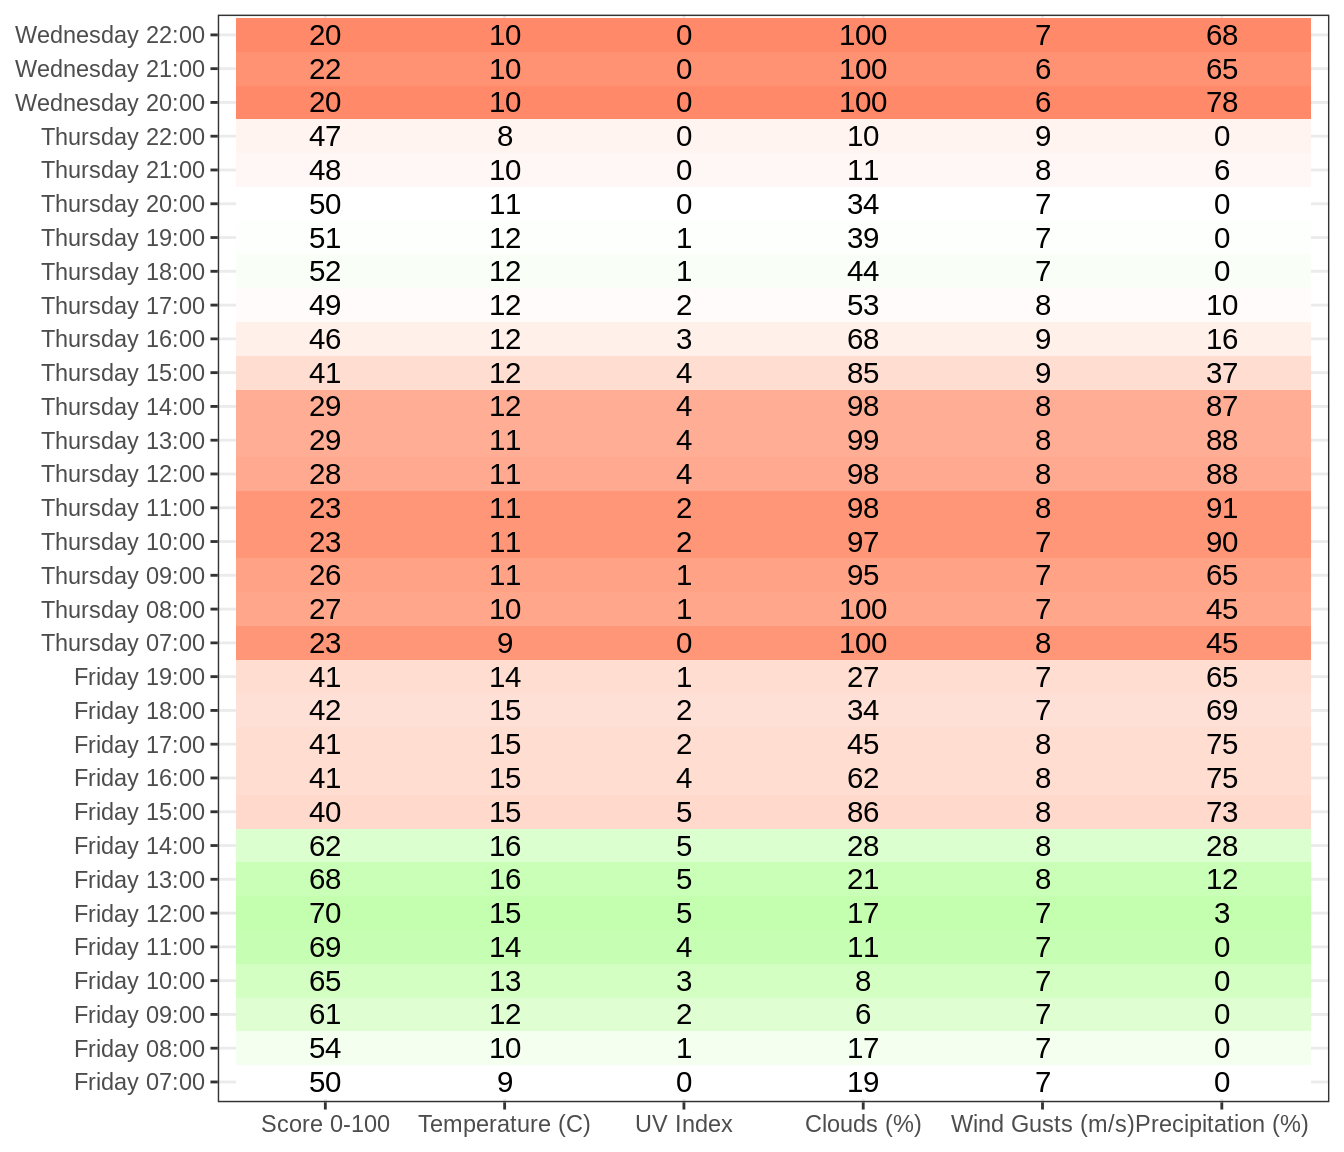 Wednesday 22:00 20 10 0 100 7 68
Wednesday 21:00 22 10 0 100 6 65
Wednesday 20:00 20 10 0 100 6 78
Thursday 22:00 47 8 0 10 9 0
Thursday 21:00 48 10 0 11 8 6
Thursday 20:00 50 11 0 34 7 0
Thursday 19:00 51 12 1 39 7 0
Thursday 18:00 52 12 1 44 7 0
Thursday 17:00 49 12 2 53 8 10
Thursday 16:00 46 12 3 68 9 16
Thursday 15:00 41 12 4 85 9 37
Thursday 14:00 29 12 4 98 8 87
Thursday 13:00 29 11 4 99 8 88
Thursday 12:00 28 11 4 98 8 88
Thursday 11:00 23 11 2 98 8 91
Thursday 10:00 23 11 2 97 7 90
Thursday 09:00 26 11 1 95 7 65
Thursday 08:00 27 10 1 100 7 45
Thursday 07:00 23 9 0 100 8 45
Friday 19:00 41 14 1 27 7 65
Friday 18:00 42 15 2 34 7 69
Friday 17:00 41 15 2 45 8 75
Friday 16:00 41 15 4 62 8 75
Friday 15:00 40 15 5 86 8 73
Friday 14:00 62 16 5 28 8 28
Friday 13:00 68 16 5 21 8 12
Friday 12:00 70 15 5 17 7 3
Friday 11:00 69 14 4 11 7 0
Friday 10:00 65 13 3 8 7 0
Friday 09:00 61 12 2 6 7 0
Friday 08:00 54 10 1 17 7 0
Friday 07:00 50 9 0 19 7 0
Score 0-100 Temperature (C) UV Index Clouds (%) Wind Gusts (m/s) Precipitation (%)